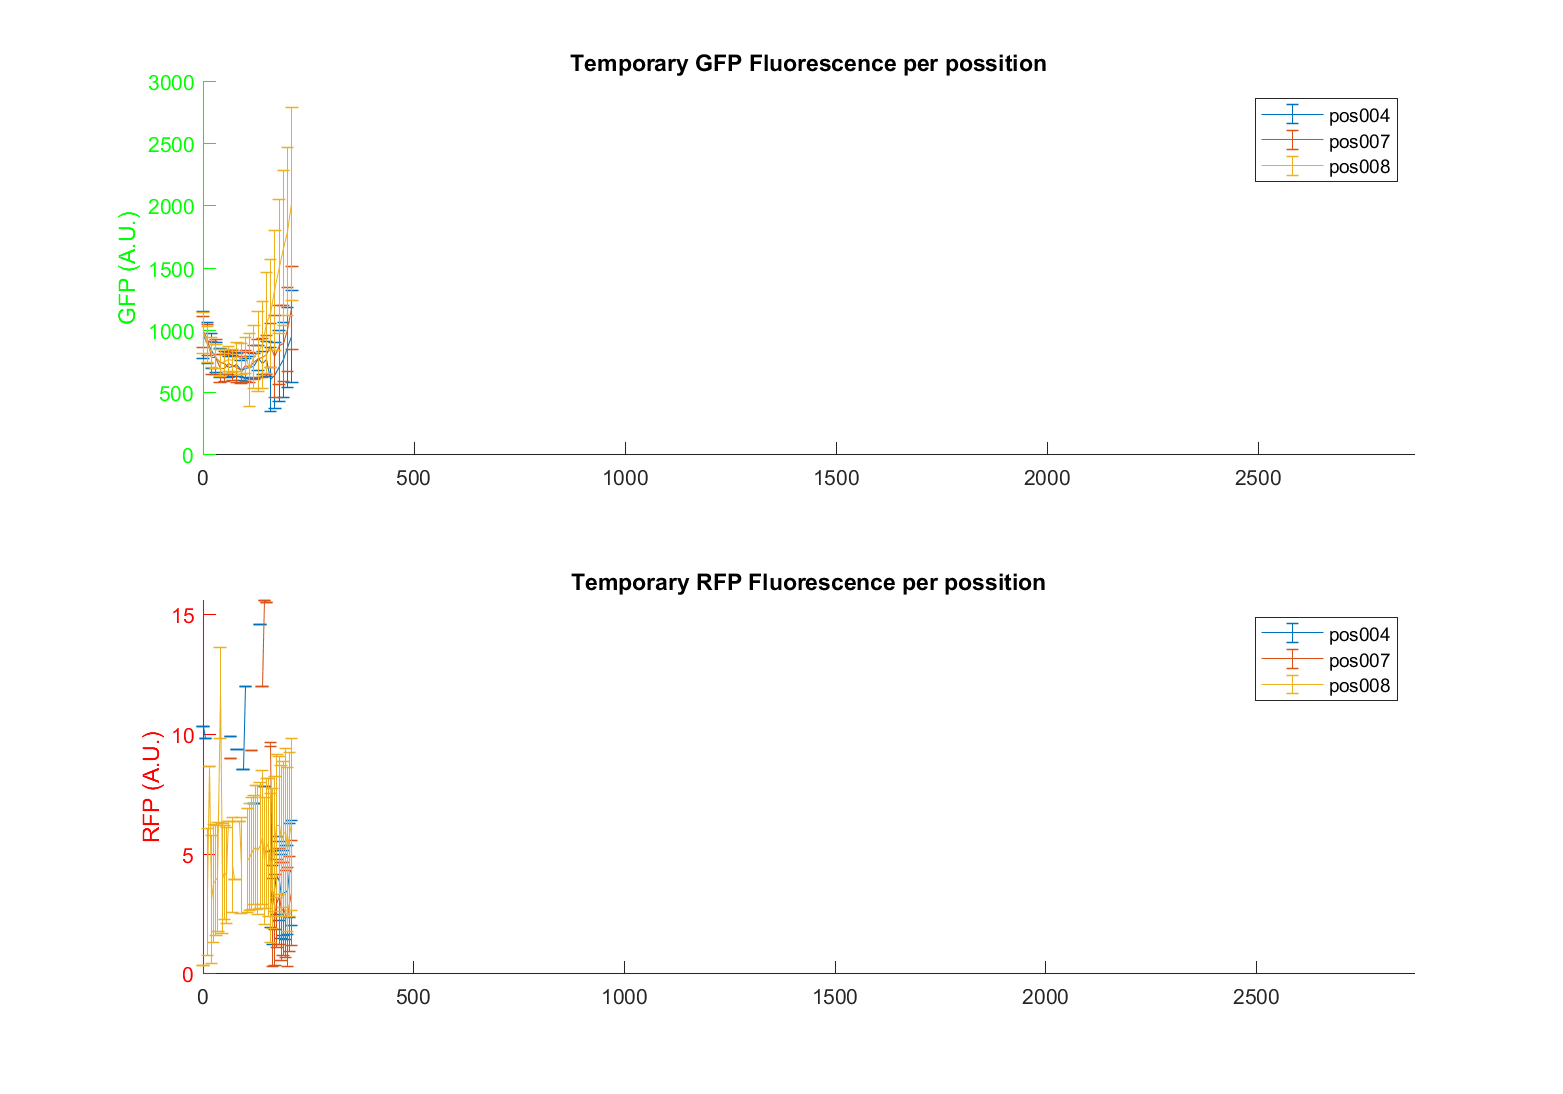 Temporary GFP Fluorescence per possition
3000
2500
2000
1500
1000
500
0
GFP (A.U.)
pos004
pos007
pos008
0 500 1000 1500 2000 2500
Temporary RFP Fluorescence per possition
15
10
5
0
RFP (A.U.)
pos004
pos007
pos008
0 500 1000 1500 2000 2500